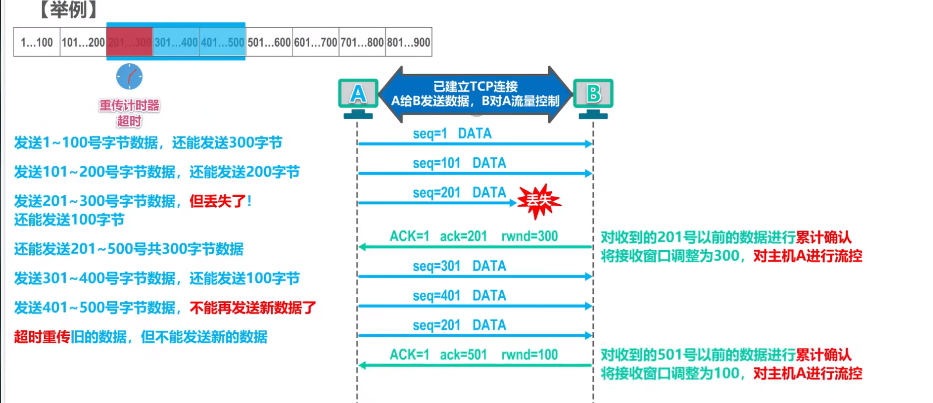 【举例】
1...100 101...200 201...300 301...400 401...500 501...600 601...700 701...800 801...900
重传计时器
超时
A
已建立TCP连接
A给B发送数据，B对A流量控制
B
发送1~100号字节数据，还能发送300字节
seq=1 DATA
发送101~200号字节数据，还能发送200字节
seq=101 DATA
发送201~300号字节数据，但丢失了！
还能发送100字节
seq=201 DATA
丢失
还能发送201~500号共300字节数据
ACK=1 ack=201 rwnd=300
对收到的201号以前的数据进行累计确认
将接收窗口调整为300，对主机A进行流控
发送301~400号字节数据，还能发送100字节
seq=301 DATA
发送401~500号字节数据，不能再发送新数据了
seq=401 DATA
超时重传旧的数据，但不能发送新的数据
seq=201 DATA
ACK=1 ack=501 rwnd=100
对收到的501号以前的数据进行累计确认
将接收窗口调整为100，对主机A进行流控